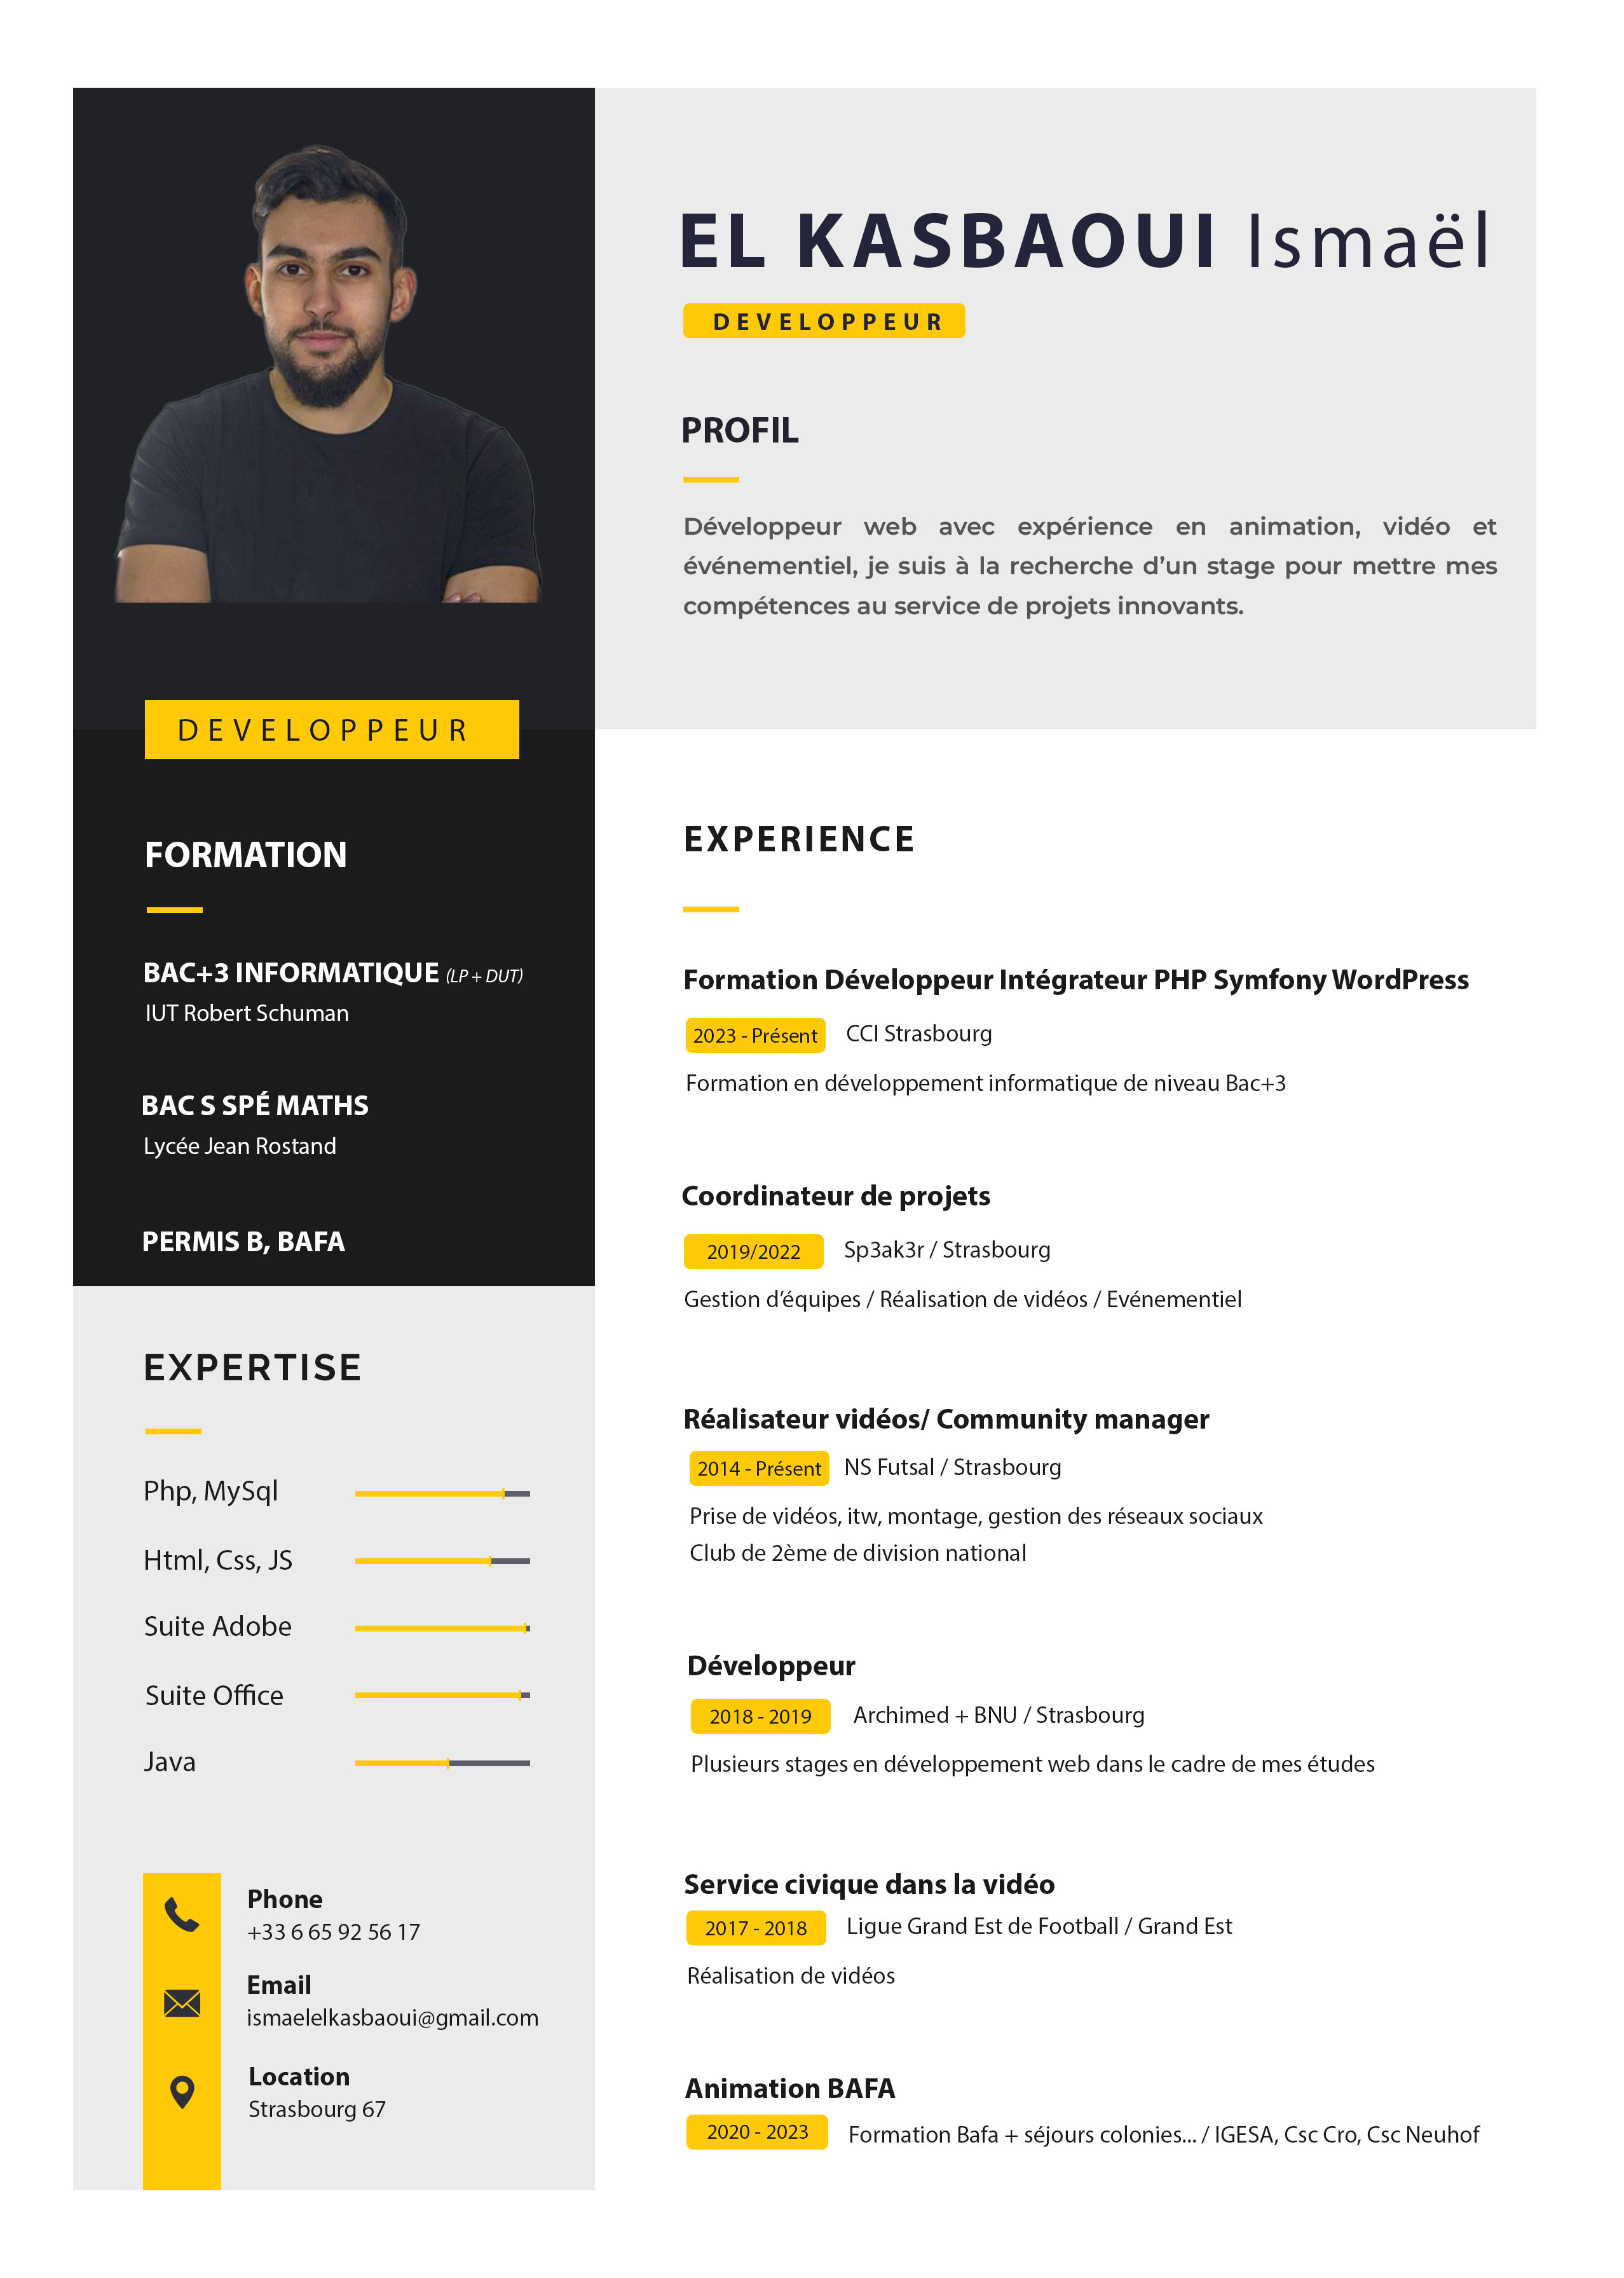 EL KASBAOUI Ismaël
DEVELOPPEUR
PROFIL
Développeur web avec expérience en animation, vidéo et
événementiel, je suis à la recherche d’un stage pour mettre mes
compétences au service de projets innovants.
DEVELOPPEUR
FORMATION
BAC+3 INFORMATIQUE (LP + DUT)
IUT Robert Schuman
BAC S SPÉ MATHS
Lycée Jean Rostand
PERMIS B, BAFA
EXPERTISE
Php, MySql
Html, Css, JS
Suite Adobe
Suite Office
Java
Phone
+33 6 65 92 56 17
Email
ismaelelkasbaoui@gmail.com
Location
Strasbourg 67
EXPERIENCE
Formation Développeur Intégrateur PHP Symfony WordPress
2023 - Présent CCI Strasbourg
Formation en développement informatique de niveau Bac+3
Coordinateur de projets
2019/2022 Sp3ak3r / Strasbourg
Gestion d’équipes / Réalisation de vidéos / Evénementiel
Réalisateur vidéos/ Community manager
2014 - Présent NS Futsal / Strasbourg
Prise de vidéos, itw, montage, gestion des réseaux sociaux
Club de 2ème de division national
Développeur
2018 - 2019 Archimed + BNU / Strasbourg
Plusieurs stages en développement web dans le cadre de mes études
Service civique dans la vidéo
2017 - 2018 Ligue Grand Est de Football / Grand Est
Réalisation de vidéos
Animation BAFA
2020 - 2023 Formation Bafa + séjours colonies... / IGESA, Csc Cro, Csc Neuhof